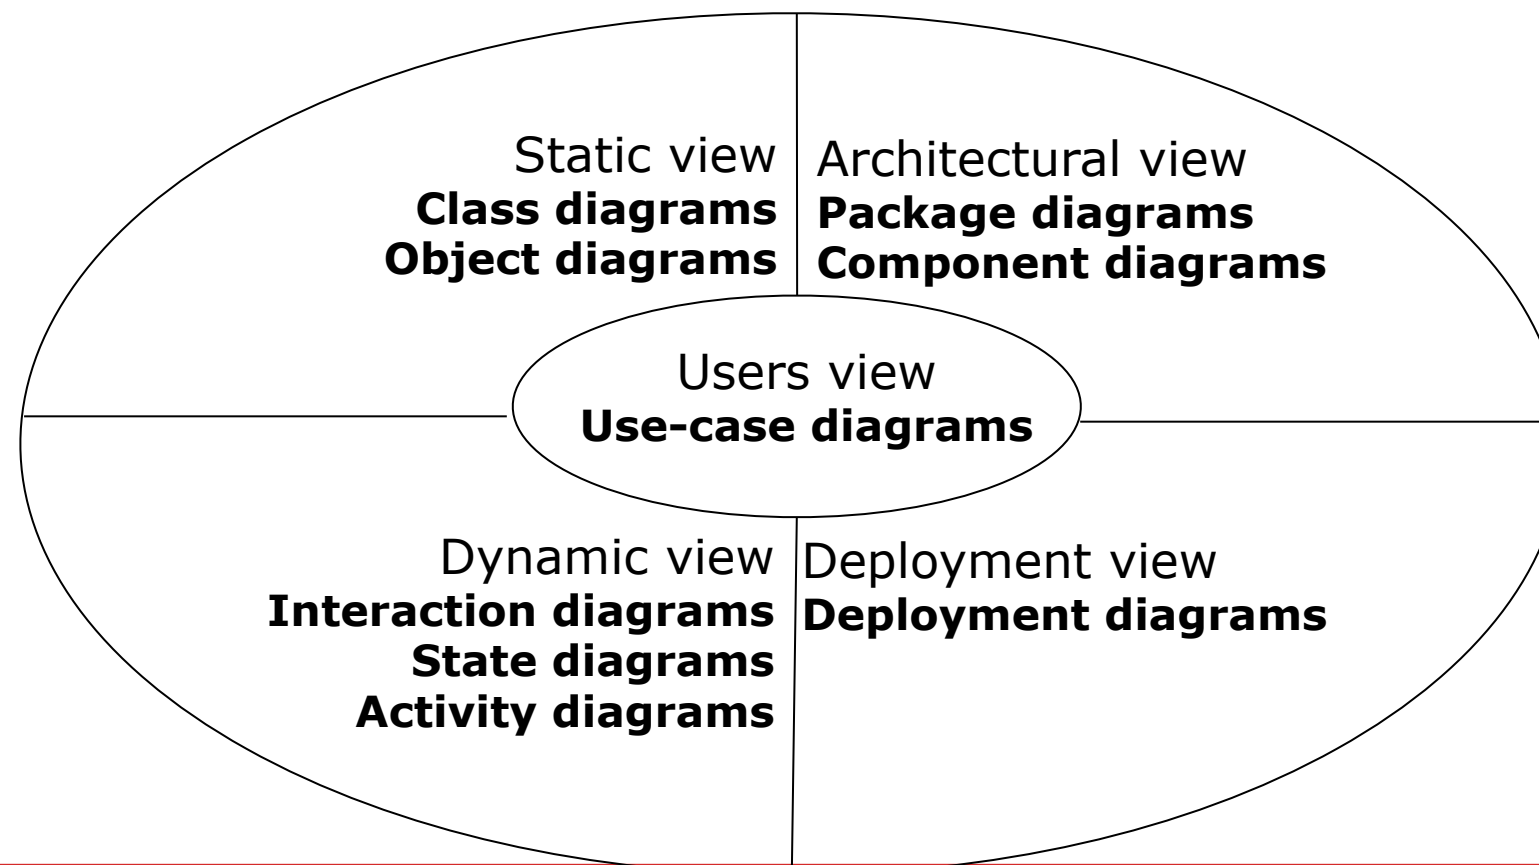 Static view
Class diagrams
Object diagrams
Architectural view
Package diagrams
Component diagrams
Users view
Use-case diagrams
Dynamic view
Interaction diagrams
State diagrams
Activity diagrams
Deployment view
Deployment diagrams